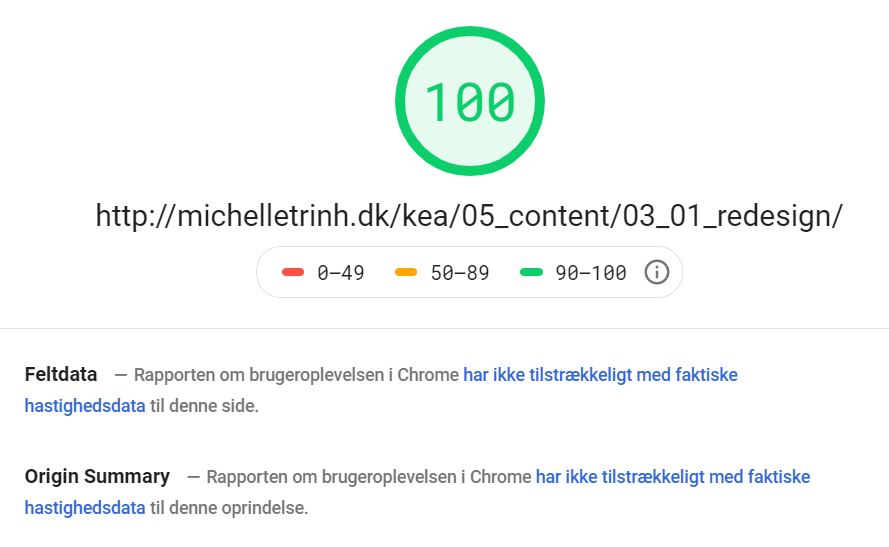 100
http://michelletrinh.dk/kea/05_content/03_01_redesign/
0–49 50–89 90–100
Feltdata — Rapporten om brugeroplevelsen i Chrome har ikke tilstrækkeligt med faktiske
hastighedsdata til denne side.
Origin Summary — Rapporten om brugeroplevelsen i Chrome har ikke tilstrækkeligt med faktiske
hastighedsdata til denne oprindelse.